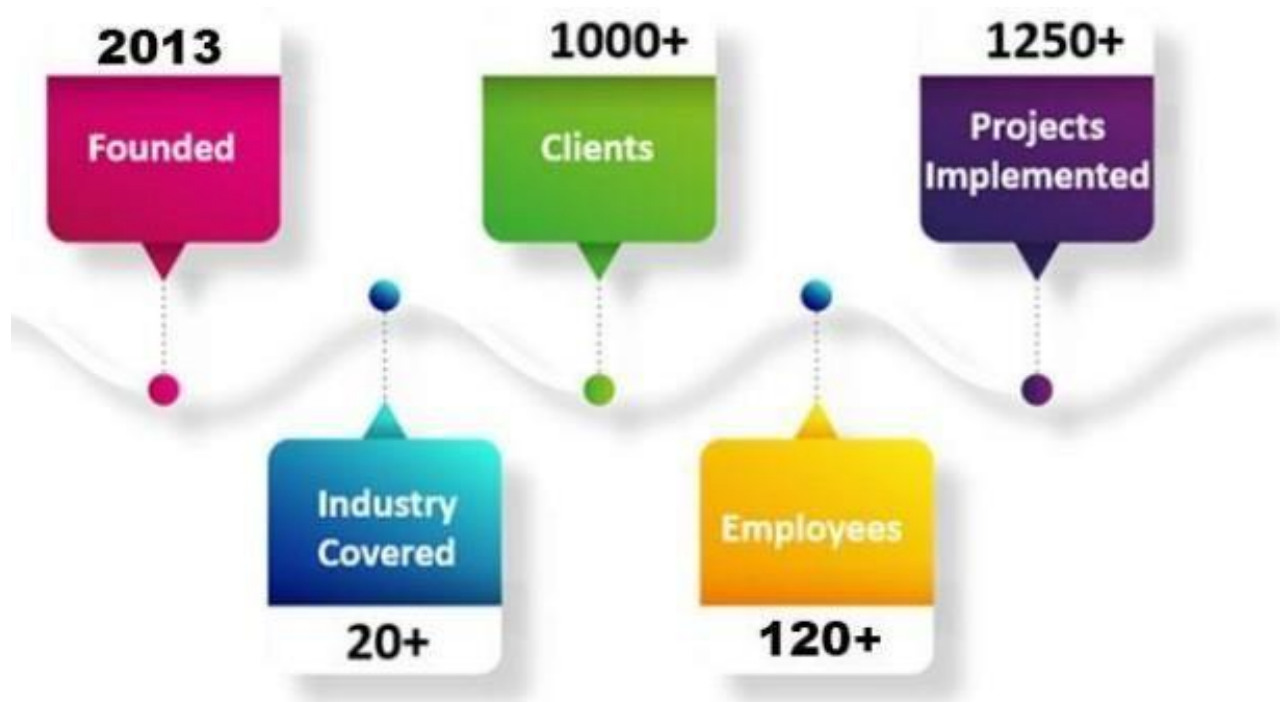 2013
Founded
Industry
Covered
20+
1000+
Clients
Employees
120+
1250+
Projects
Implemented